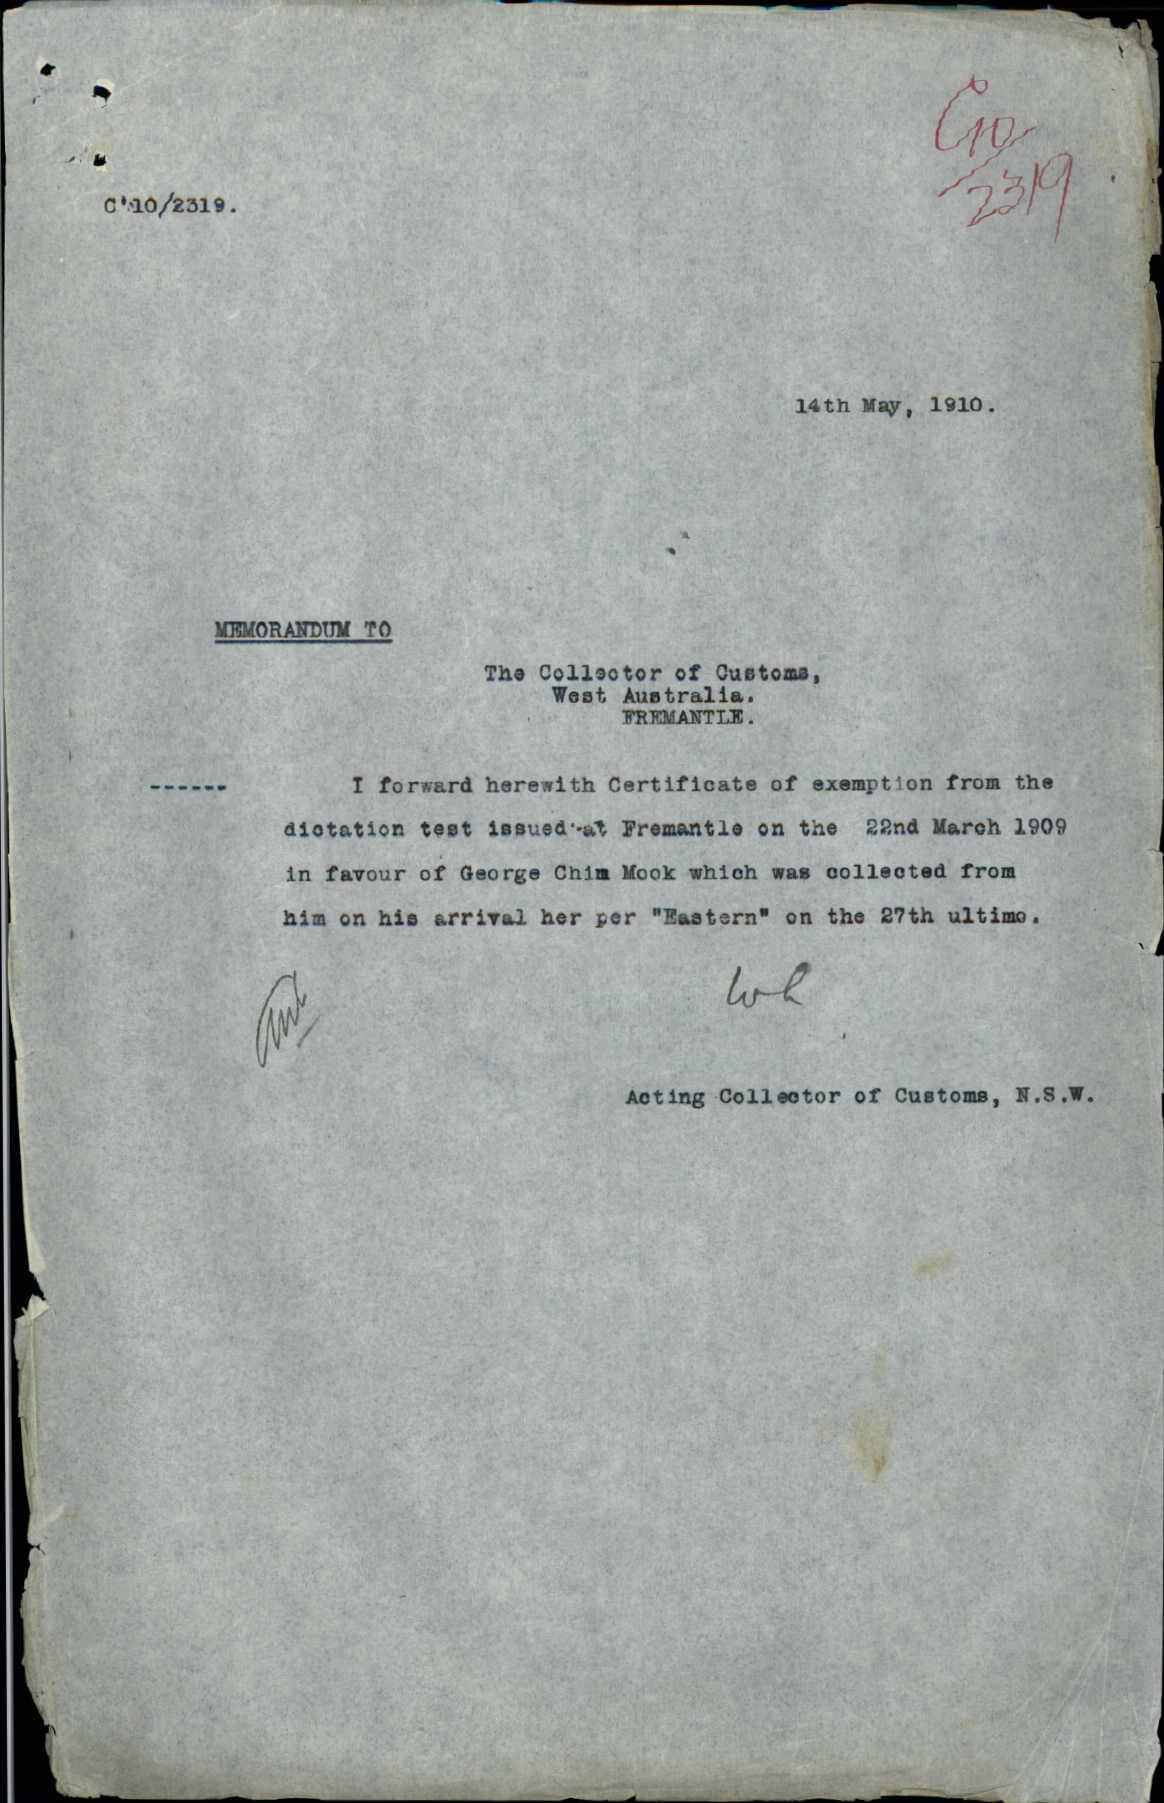 C10
2319
C'10/2319.
14th May, 1910.
MEMORANDUM TO
The Collector of Customs,
West Australia.
FREMANTLE.
------ I forward herewith Certificate of exemption from the
dictation test issued at Fremantle on the 22nd March 1909
in favour of George Chim Mook which was collected from
him on his arrival her per "Eastern" on the 27th ultimo.
Acting Collector of Customs, N.S.W.